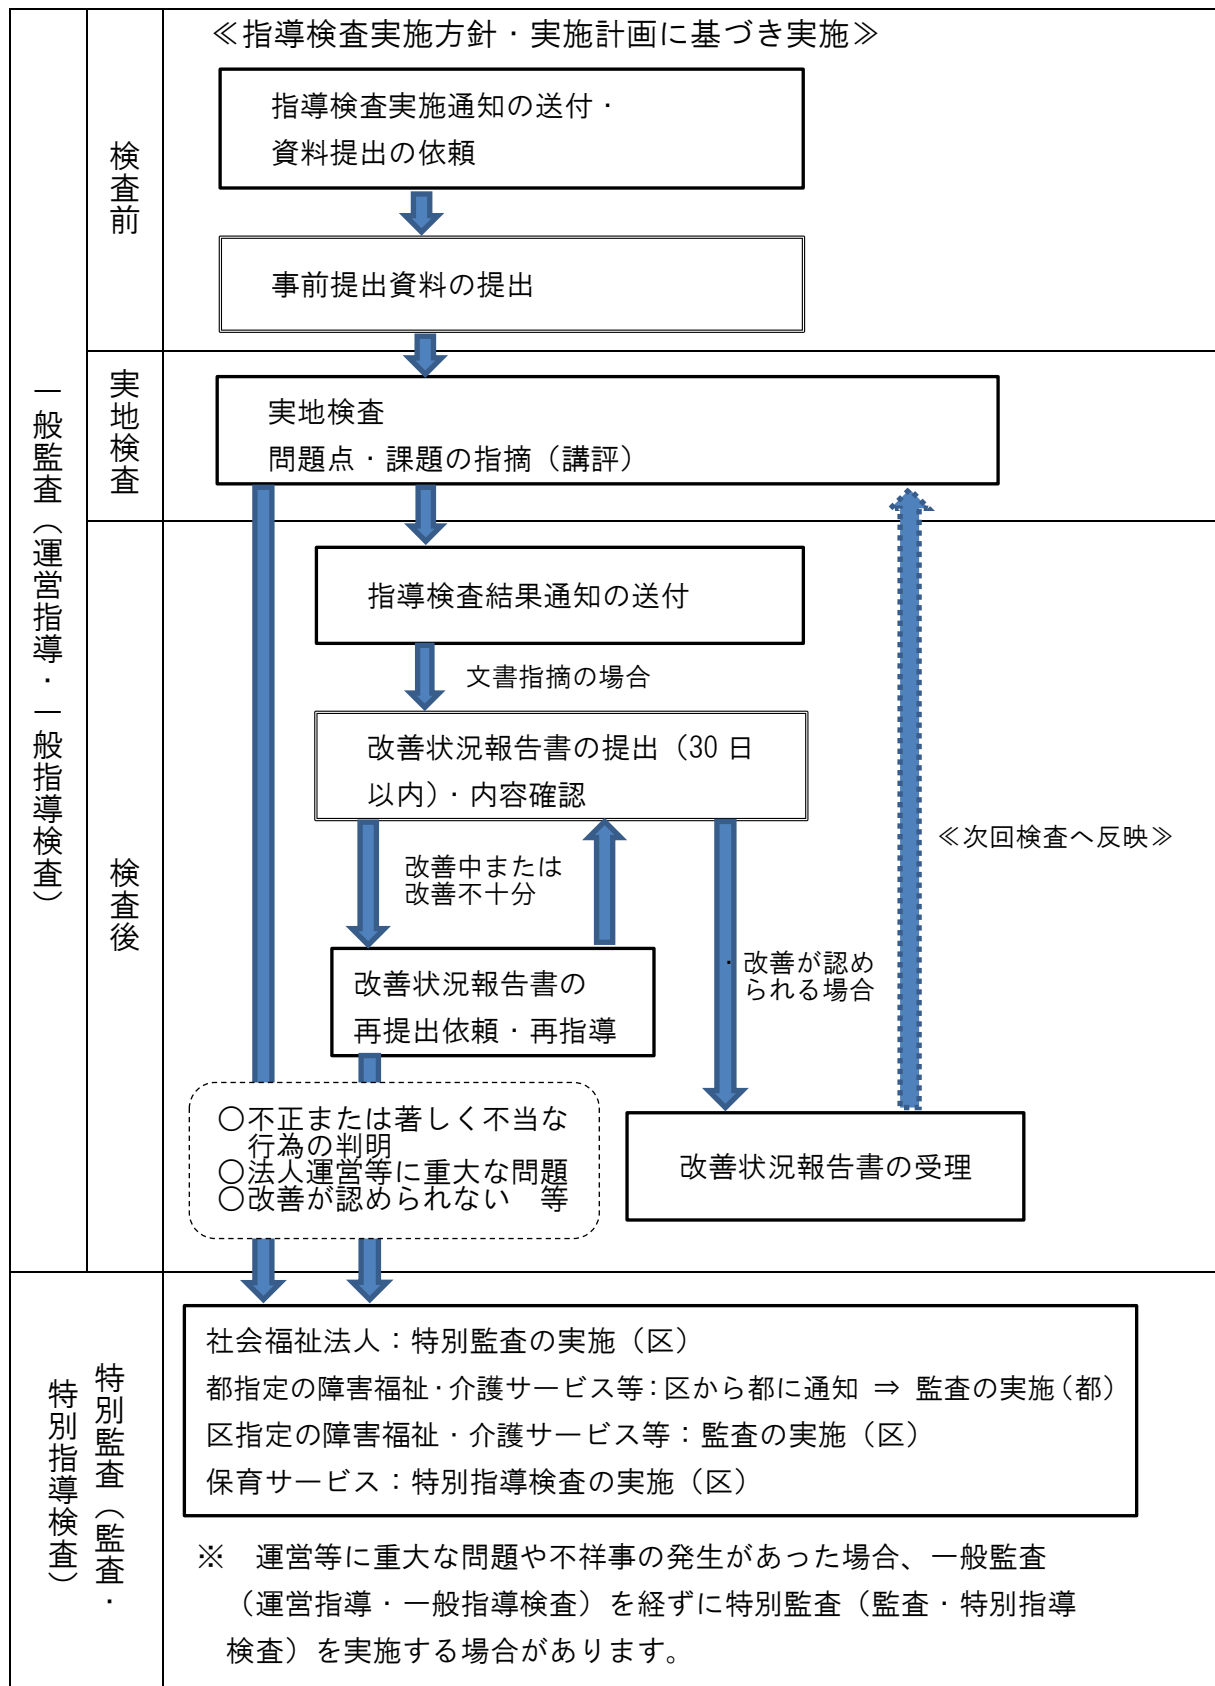 ≪指導検査実施方針・実施計画に基づき実施≫
一般監査（運営指導・一般指導検査）
検査前
指導検査実施通知の送付・
資料提出の依頼
事前提出資料の提出
実地検査
実地検査
問題点・課題の指摘（講評）
検査後
指導検査結果通知の送付
文書指摘の場合
改善状況報告書の提出（30 日
以内）・内容確認
改善中または
改善不十分
≪次回検査へ反映≫
改善状況報告書の
再提出依頼・再指導
・改善が認め
られる場合
○不正または著しく不当な
行為の判明
○法人運営等に重大な問題
○改善が認められない　等
改善状況報告書の受理
特別監査（監査・
特別指導検査）
社会福祉法人：特別監査の実施（区）
都指定の障害福祉・介護サービス等：区から都に通知 ⇒ 監査の実施（都）
区指定の障害福祉・介護サービス等：監査の実施（区）
保育サービス：特別指導検査の実施（区）
※　運営等に重大な問題や不祥事の発生があった場合、一般監査
（運営指導・一般指導検査）を経ずに特別監査（監査・特別指導
検査）を実施する場合があります。